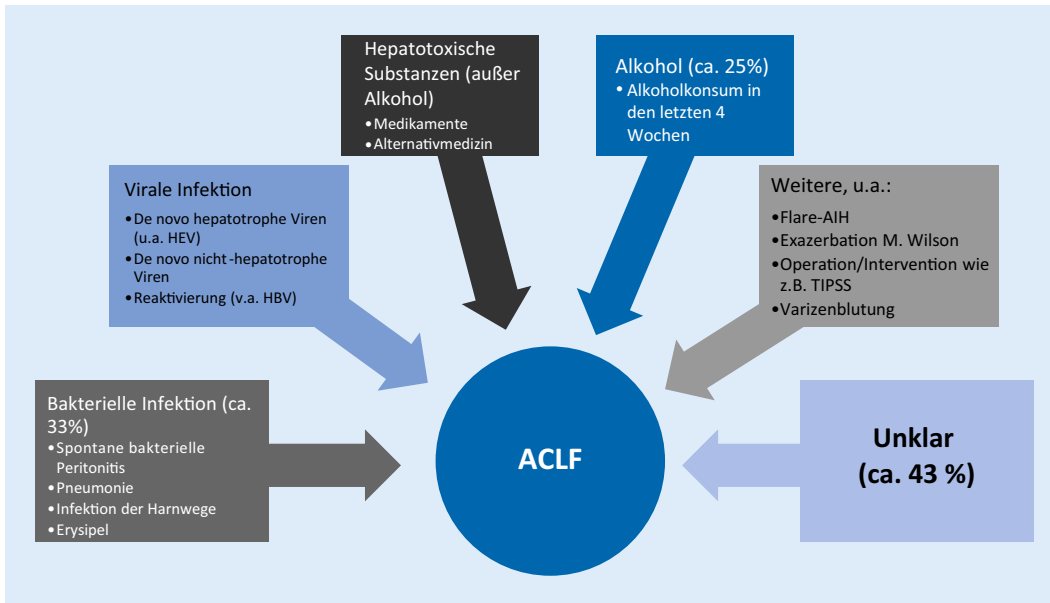 Hepatotoxische
Substanzen (außer
Alkohol)
•Medikamente
•Alternativmedizin
Alkohol (ca. 25%)
• Alkoholkonsum in
den letzten 4
Wochen
Virale Infektion
•De novo hepatotrophe Viren
(u.a. HEV)
•De novo nicht-hepatotrophe
Viren
•Reaktivierung (v.a. HBV)
Weitere, u.a.:
•Flare-AIH
•Exazerbation M. Wilson
•Operation/Intervention wie
z.B. TIPSS
•Varizenblutung
Bakterielle Infektion (ca.
33%)
•Spontane bakterielle
Peritonitis
•Pneumonie
•Infektion der Harnwege
•Erysipel
ACLF
Unklar
(ca. 43 %)